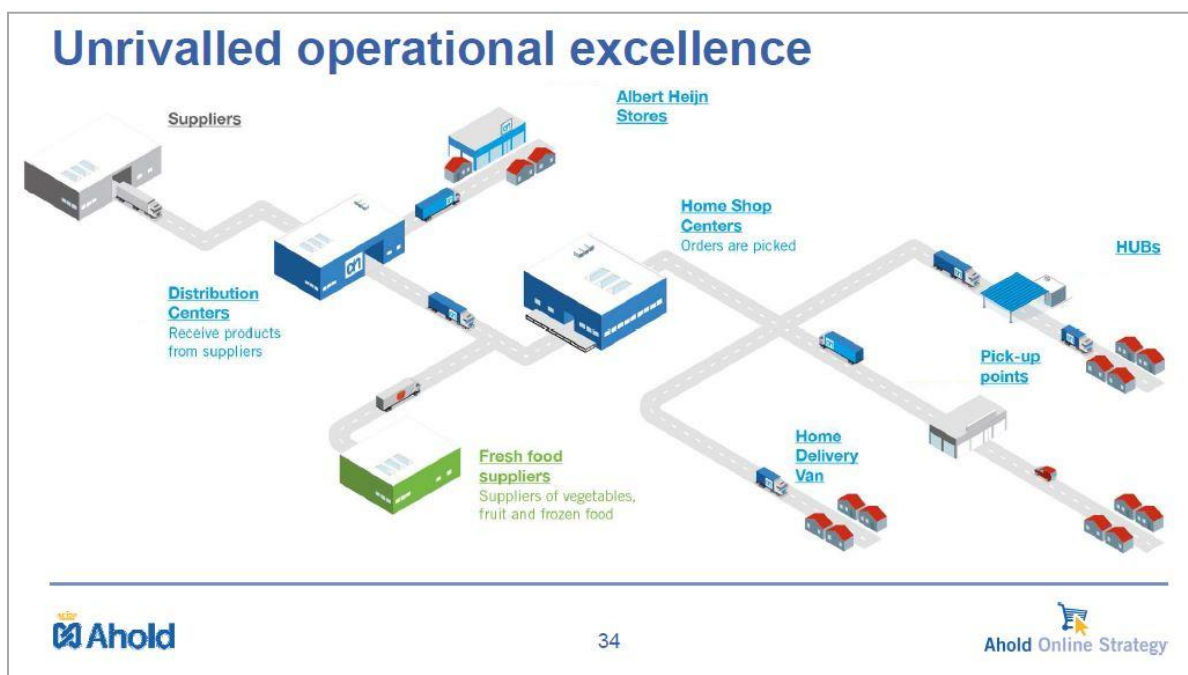 Unrivalled operational excellence
Suppliers
Albert Heijn
Stores
Home Shop
Centers
Orders are picked
HUBs
Distribution
Centers
Receive products
from suppliers
Pick-up
points
Fresh food
suppliers
Suppliers of vegetables,
fruit and frozen food
Home
Delivery
Van
Ahold
34
Ahold Online Strategy